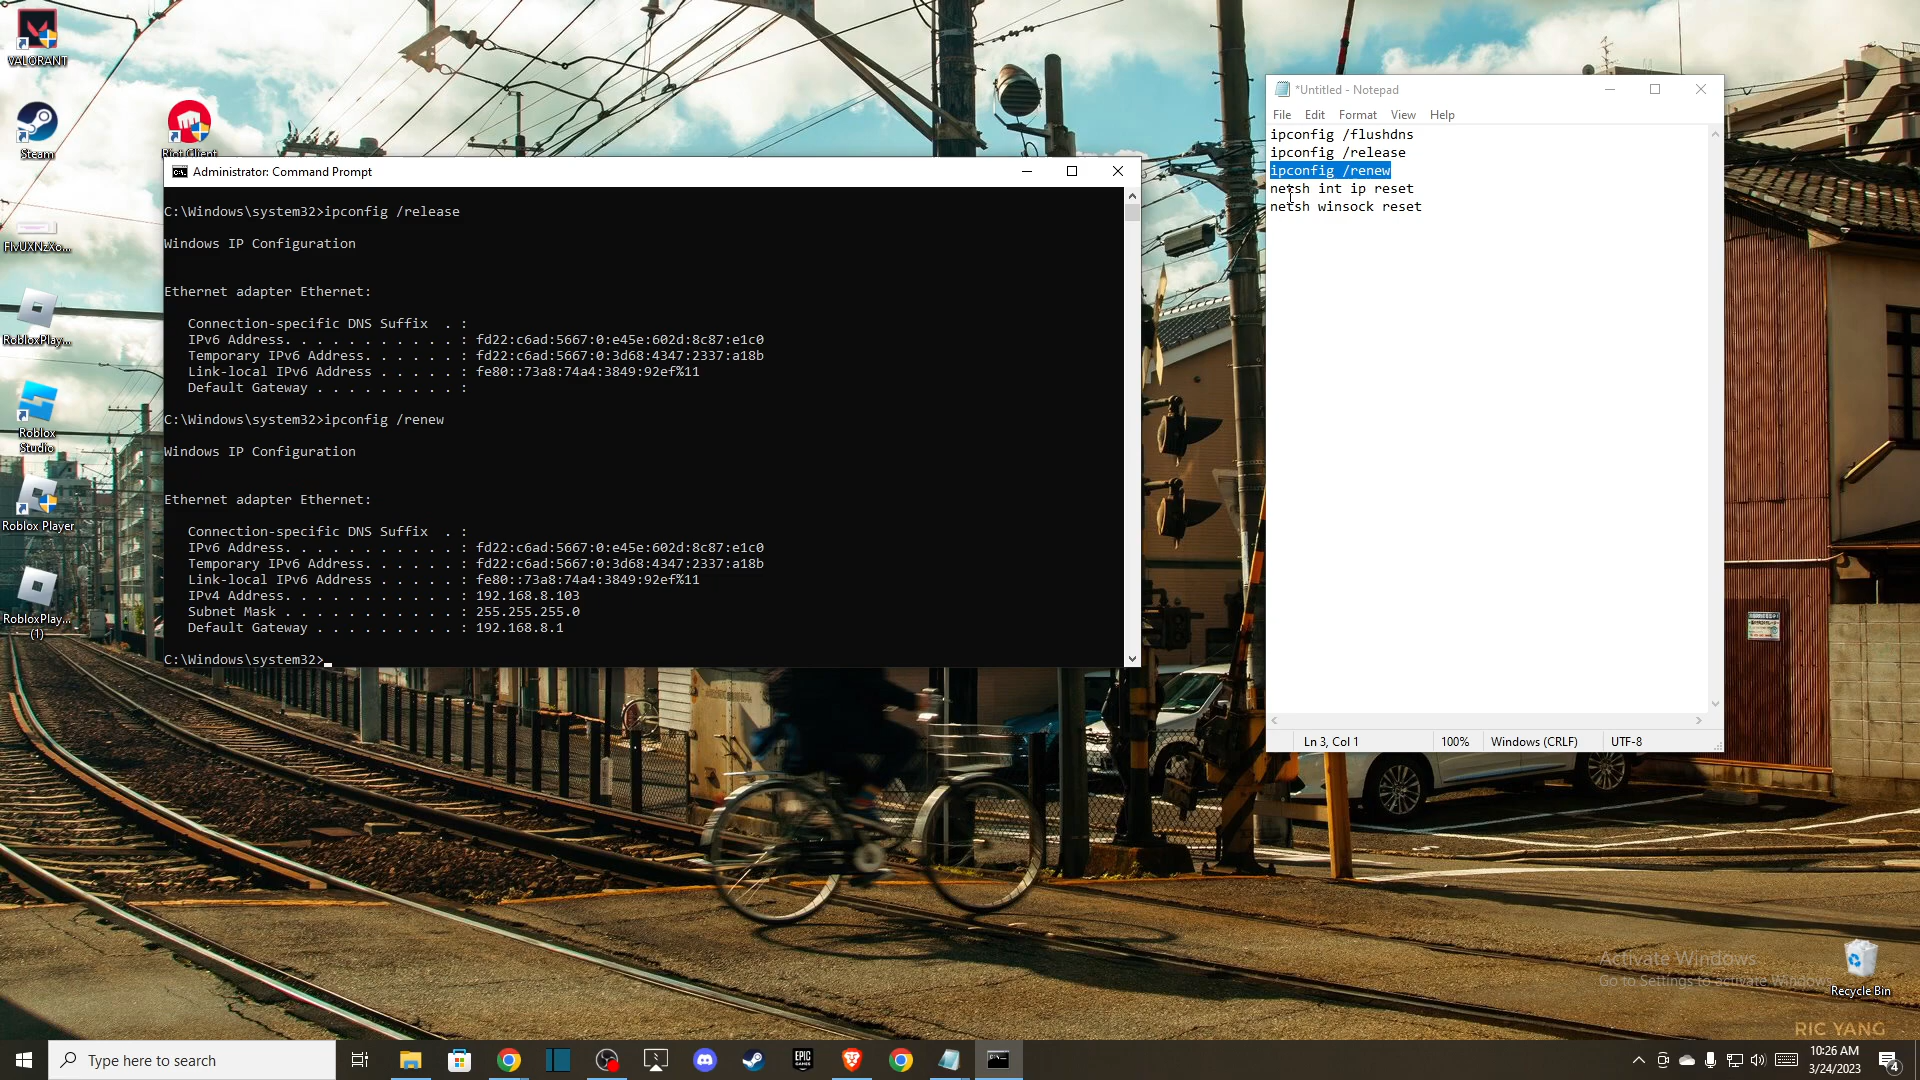 VALORANT
Steam
Riot Client
FlvUXNzXo...
RobloxPlay...
Roblox
Studio
Roblox Player
RobloxPlay...
(1)
Administrator: Command Prompt
C:\Windows\system32>ipconfig /release
Windows IP Configuration
Ethernet adapter Ethernet:
Connection-specific DNS Suffix  . :
IPv6 Address. . . . . . . . . . . : fd22:c6ad:5667:0:e45e:602d:8c87:e1c0
Temporary IPv6 Address. . . . . . : fd22:c6ad:5667:0:3d68:4347:2337:a18b
Link-local IPv6 Address . . . . . : fe80::73a8:74a4:3849:92ef%11
Default Gateway . . . . . . . . . :
C:\Windows\system32>ipconfig /renew
Windows IP Configuration
Ethernet adapter Ethernet:
Connection-specific DNS Suffix  . :
IPv6 Address. . . . . . . . . . . : fd22:c6ad:5667:0:e45e:602d:8c87:e1c0
Temporary IPv6 Address. . . . . . : fd22:c6ad:5667:0:3d68:4347:2337:a18b
Link-local IPv6 Address . . . . . : fe80::73a8:74a4:3849:92ef%11
IPv4 Address. . . . . . . . . . . : 192.168.8.103
Subnet Mask . . . . . . . . . . . : 255.255.255.0
Default Gateway . . . . . . . . . : 192.168.8.1
C:\Windows\system32>_
*Untitled - Notepad
File Edit Format View Help
ipconfig /flushdns
ipconfig /release
ipconfig /renew
netsh int ip reset
netsh winsock reset
Ln 3, Col 1 100% Windows (CRLF) UTF-8
Activate Windows
Go to Settings to activate Windows.
Recycle Bin
RIC YANG
Type here to search
EPIC
GAMES
10:26 AM
3/24/2023
4